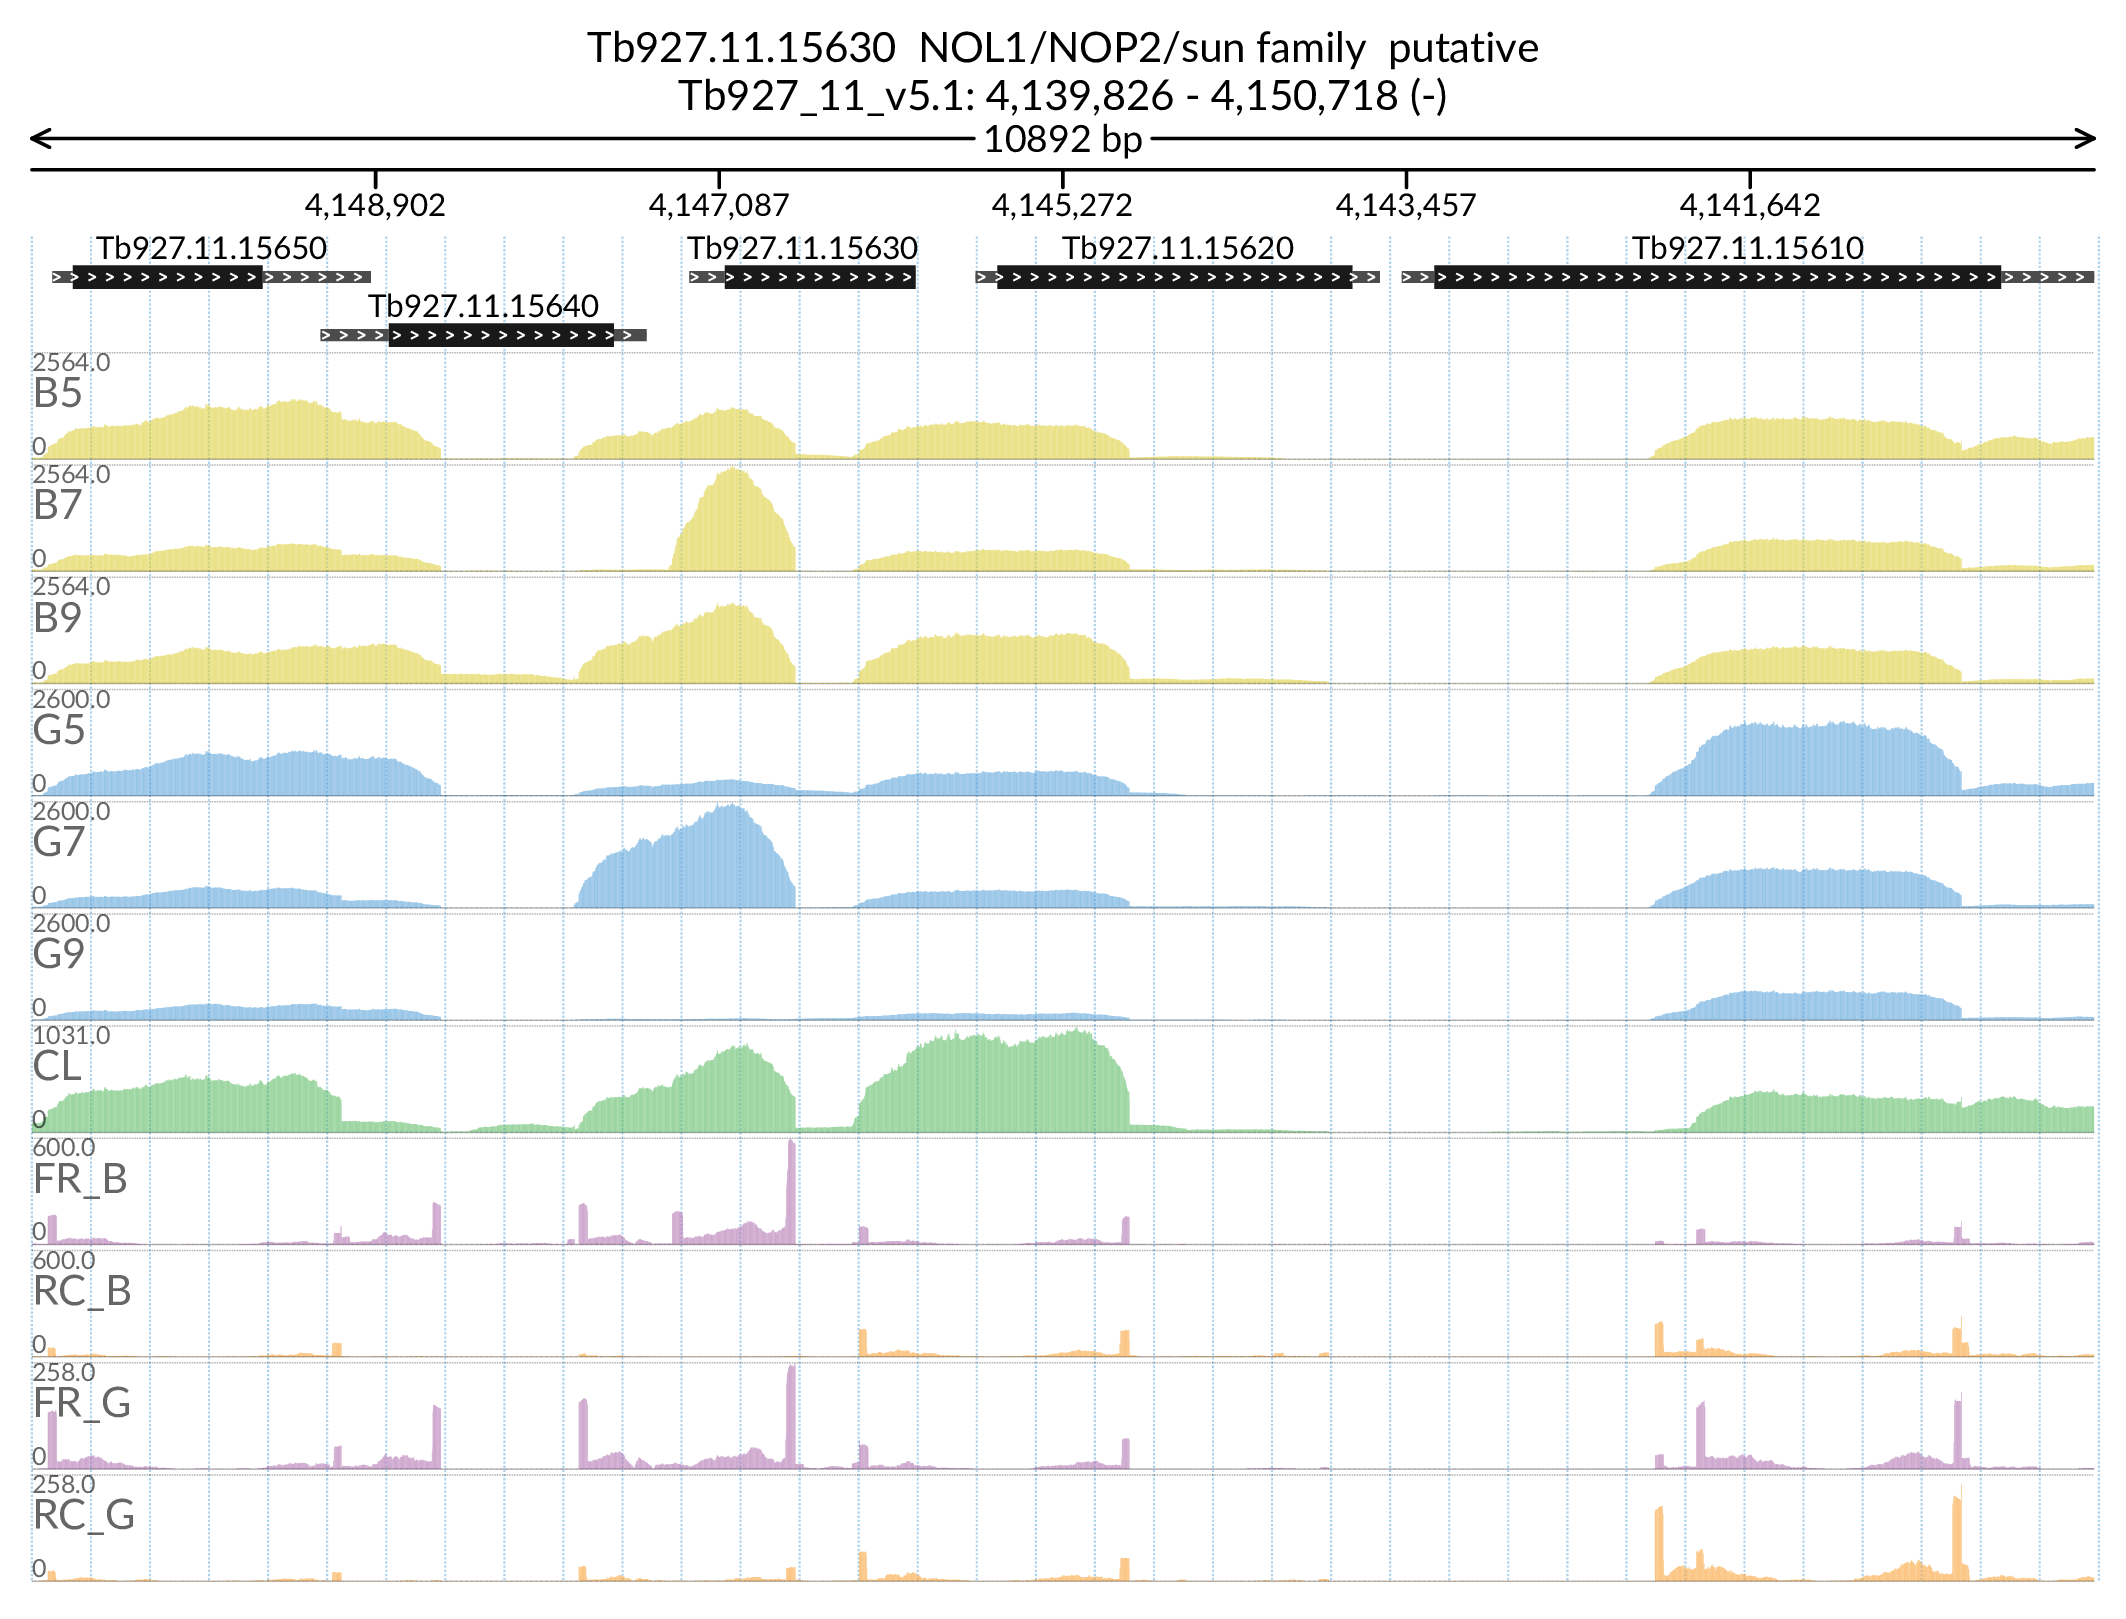 Tb927.11.15630 NOL1/NOP2/sun family putative
Tb927_11_v5.1: 4,139,826 - 4,150,718 (-)
10892 bp
4,148,902 4,147,087 4,145,272 4,143,457 4,141,642
Tb927.11.15650 Tb927.11.15630 Tb927.11.15620 Tb927.11.15610
Tb927.11.15640
2564.0
B5
0
2564.0
B7
0
2564.0
B9
0
2600.0
G5
0
2600.0
G7
0
2600.0
G9
0
1031.0
CL
0
600.0
FR_B
0
600.0
RC_B
0
258.0
FR_G
0
258.0
RC_G
0